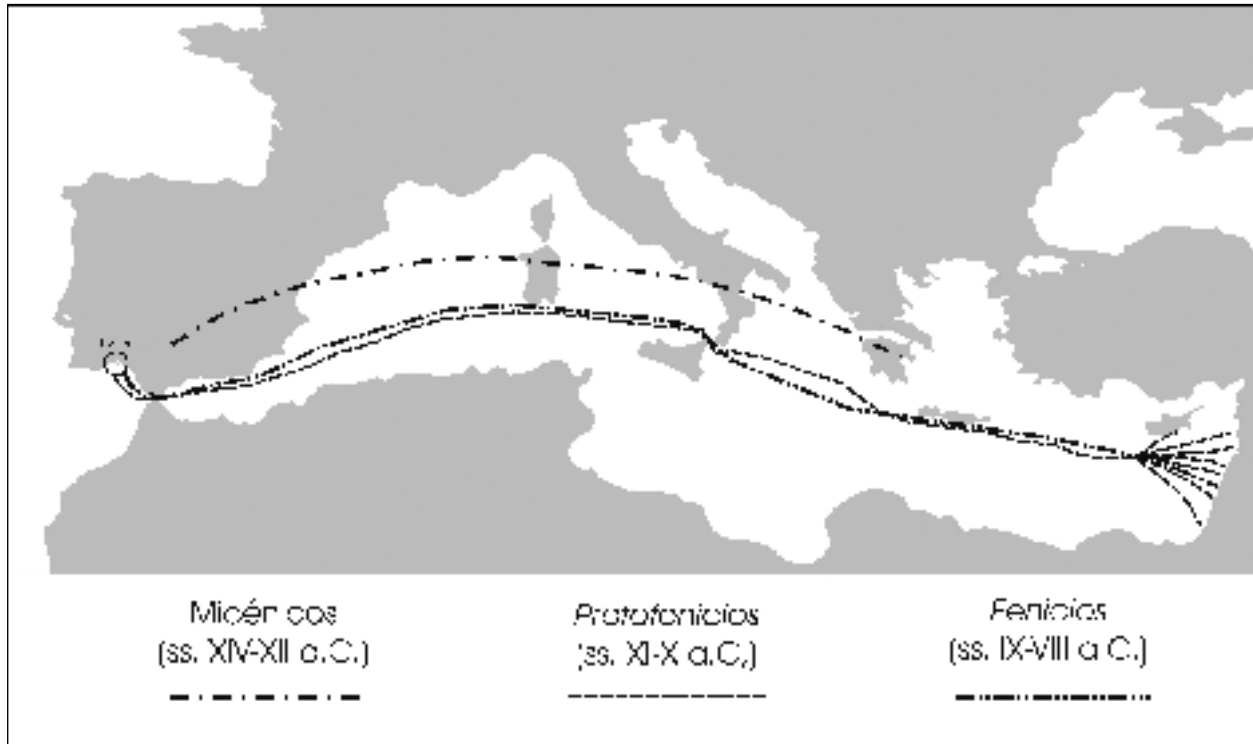 Micénicos
(ss. XIV-XII a.C.)
Protofenicios
(ss. XI-X a.C,)
Fenicios
(ss. IX-VIII a.C.)